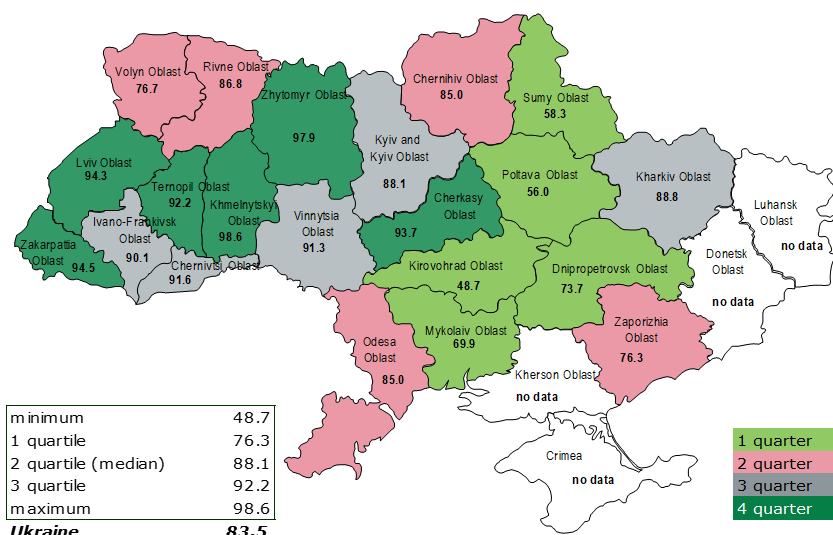 Volyn Oblast
76.7
Rivne Oblast
86.8
Zhytomyr Oblast
97.9
Chernihiv Oblast
85.0
Sumy Oblast
58.3
Kyiv and
Kyiv Oblast
88.1
Lviv Oblast
94.3
Ternopil Oblast
92.2
Khmelnytskyi
Oblast
98.6
Ivano-Frankivsk
Oblast
90.1
Zakarpattia
Oblast
94.5
Chernivtsi Oblast
91.6
Vinnytsia
Oblast
91.3
Cherkasy
Oblast
93.7
Poltava Oblast
56.0
Kharkiv Oblast
88.8
Luhansk
Oblast
no data
Donetsk
Oblast
no data
Kirovohrad Oblast
48.7
Dnipropetrovsk Oblast
73.7
Zaporizhia
Oblast
76.3
Mykolaiv Oblast
69.9
Odesa
Oblast
85.0
Kherson Oblast
no data
Crimea
no data
minimum 48.7
1 quartile 76.3
2 quartile (median) 88.1
3 quartile 92.2
maximum 98.6
Ukraine 83.5
1 quarter
2 quarter
3 quarter
4 quarter